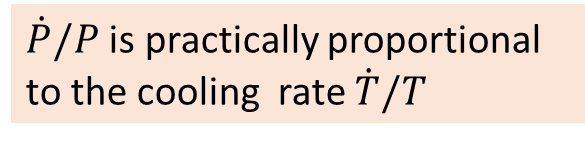 Ṗ/P is practically proportional
to the cooling rate Ṫ/T